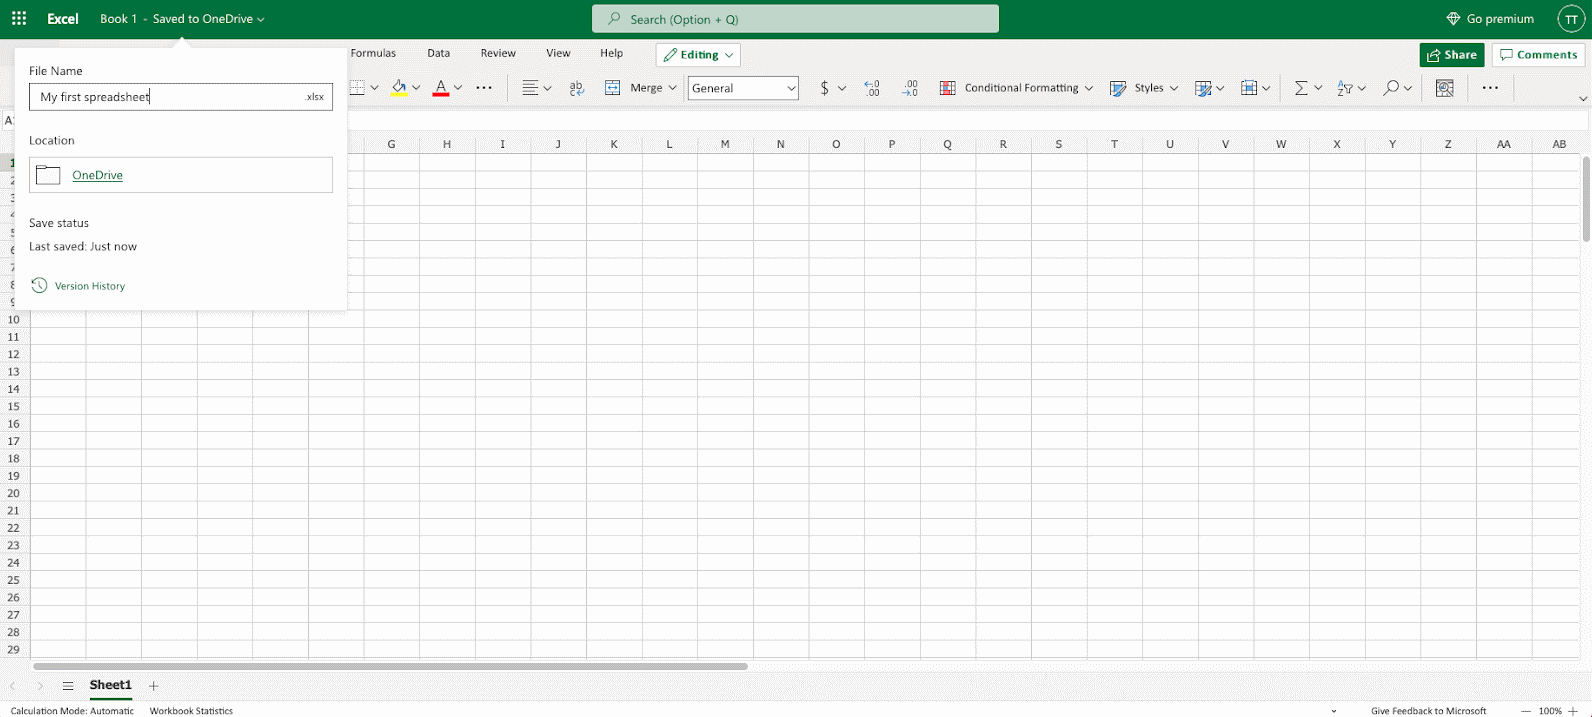 Excel Book 1 - Saved to OneDrive Search (Option + Q) Go premium TT
Formulas Data Review View Help Editing Share Comments
File Name
My first spreadsheet .xlsx
A ab c Merge General $ .00 .00 Conditional Formatting Styles
Location
OneDrive
Save status
Last saved: Just now
Version History
G H I J K L M N O P Q R S T U V W X Y Z AA AB
1
2
3
4
5
6
7
8
9
10
11
12
13
14
15
16
17
18
19
20
21
22
23
24
25
26
27
28
29
Sheet1
Calculation Mode: Automatic Workbook Statistics Give Feedback to Microsoft 100%